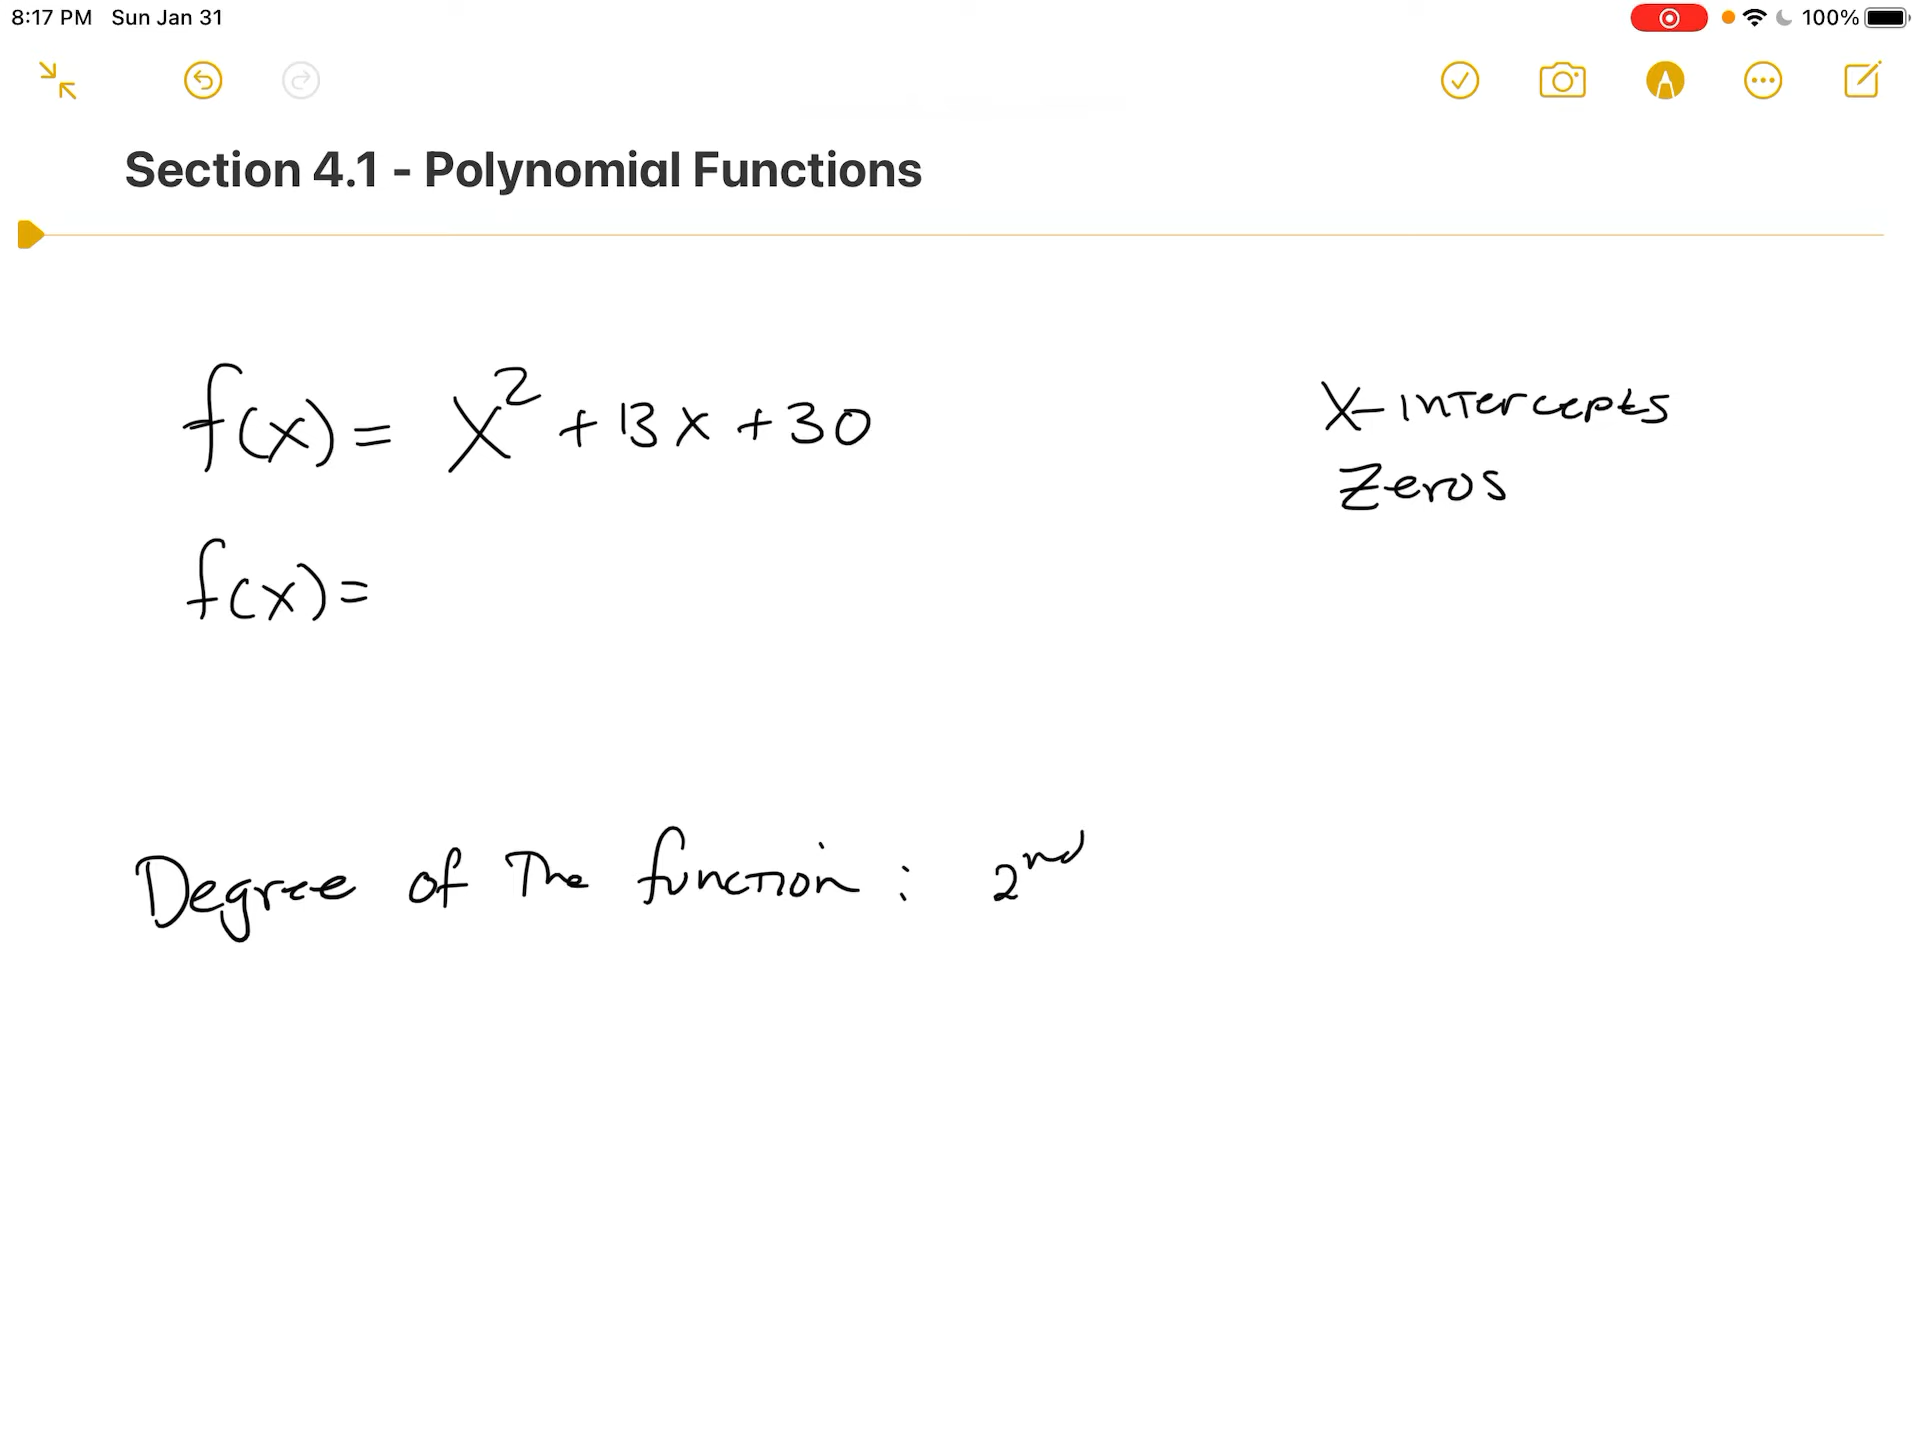 8:17 PM Sun Jan 31 100%
Section 4.1 - Polynomial Functions
f(x) = x² + 13x + 30
X-intercepts
Zeros
f(x) =
Degree of The function : 2nd